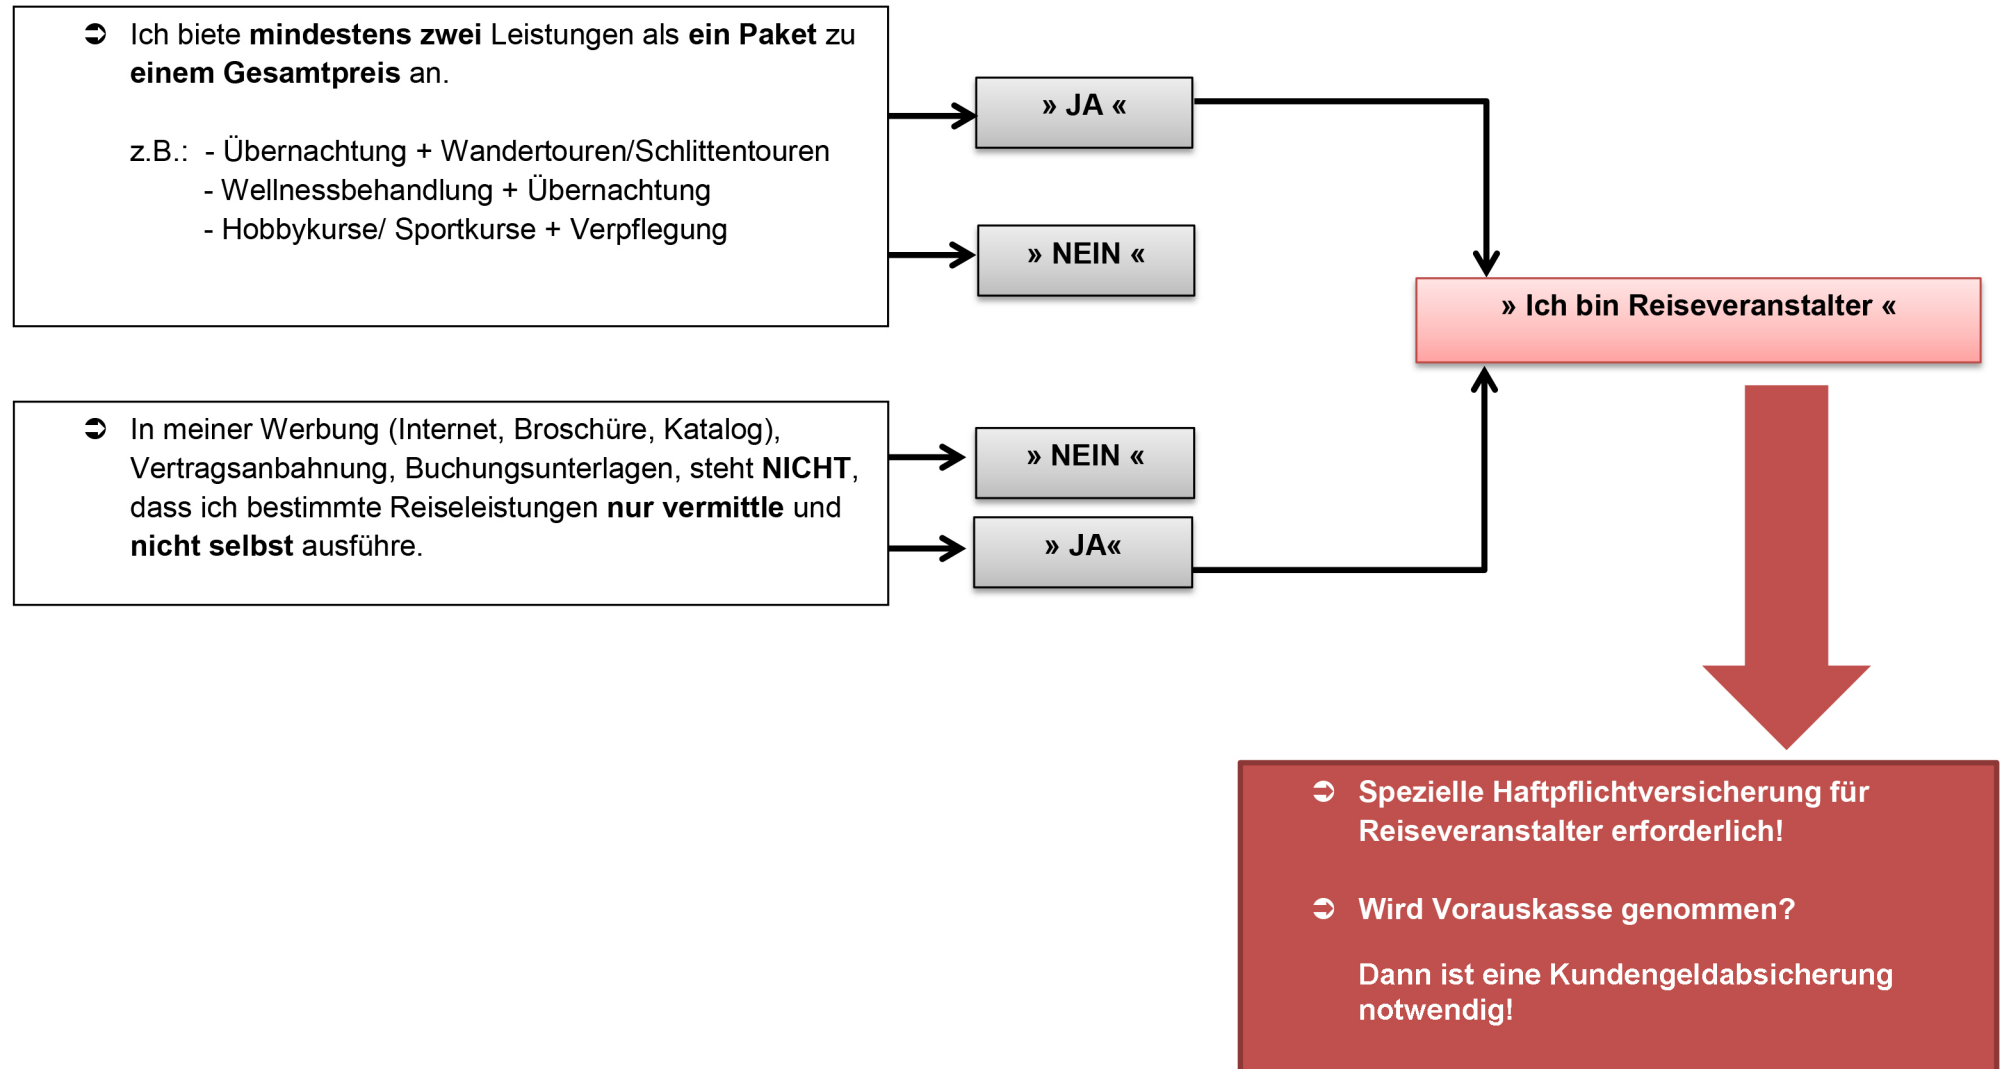 ➲ Ich biete mindestens zwei Leistungen als ein Paket zu
einem Gesamtpreis an.
z.B.: - Übernachtung + Wandertouren/Schlittentouren
- Wellnessbehandlung + Übernachtung
- Hobbykurse/ Sportkurse + Verpflegung
» JA «
» NEIN «
» Ich bin Reiseveranstalter «
➲ In meiner Werbung (Internet, Broschüre, Katalog),
Vertragsanbahnung, Buchungsunterlagen, steht NICHT,
dass ich bestimmte Reiseleistungen nur vermittle und
nicht selbst ausführe.
» NEIN «
» JA«
➲ Spezielle Haftpflichtversicherung für
Reiseveranstalter erforderlich!
➲ Wird Vorauskasse genommen?
Dann ist eine Kundengeldabsicherung
notwendig!